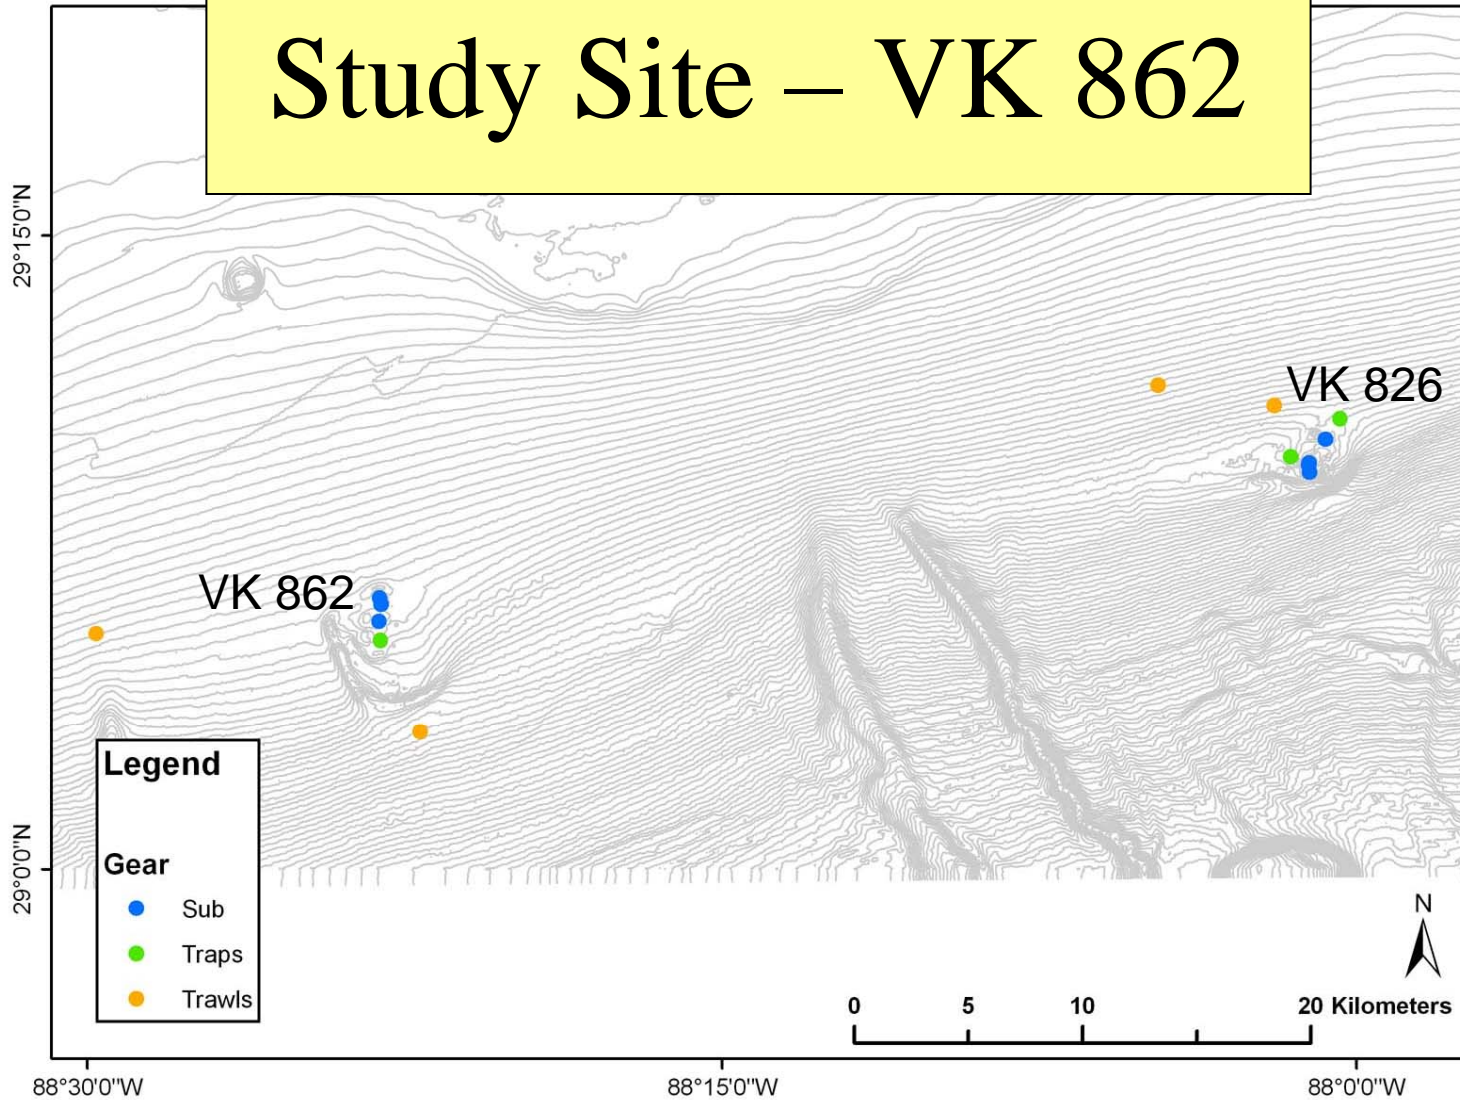 Study Site – VK 862
29°15'0"N
VK 826
VK 862
Legend
Gear
Sub
Traps
Trawls
29°0'0"N
N
0 5 10 20 Kilometers
88°30'0"W 88°15'0"W 88°0'0"W